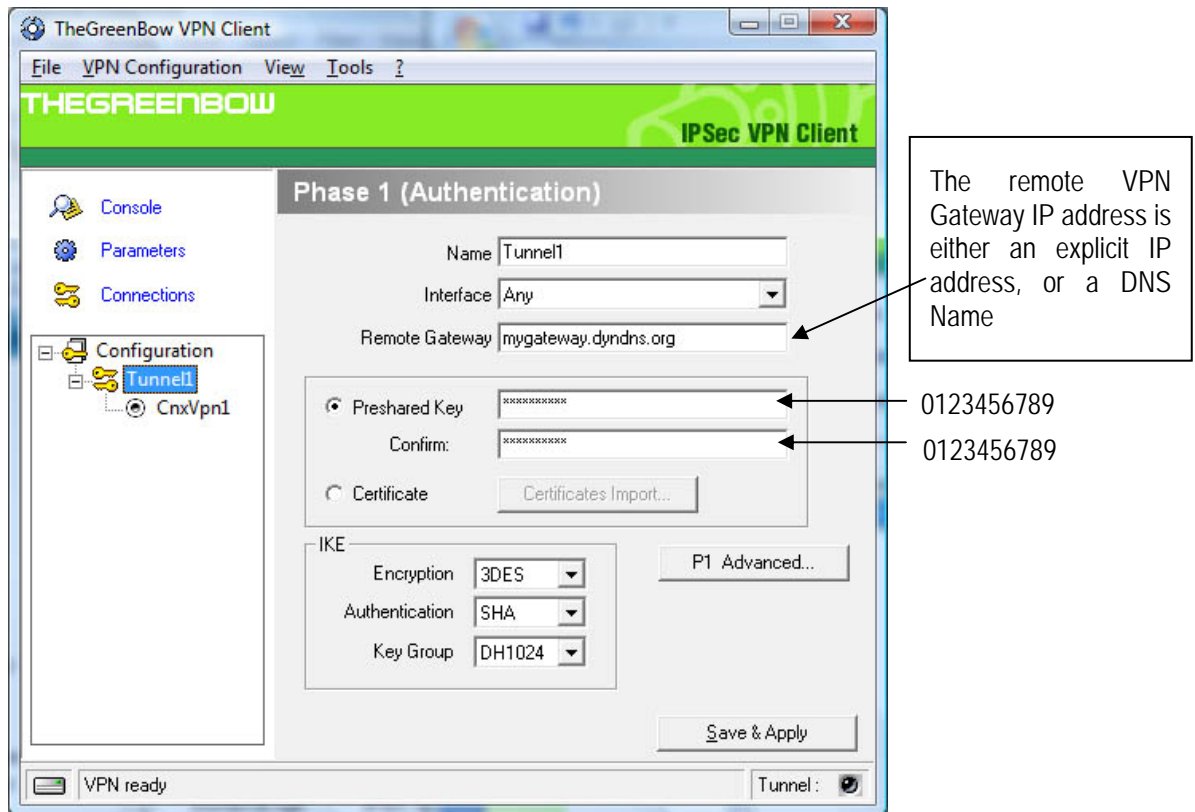 TheGreenBow VPN Client
File VPN Configuration View Tools ?
THEGREENBOW
IPSec VPN Client
Console
Parameters
Connections
Configuration
Tunnel1
CnxVpn1
Phase 1 (Authentication)
Name Tunnel1
Interface Any
Remote Gateway mygateway.dyndns.org
Preshared Key xxxxxxxxxx
Confirm: xxxxxxxxxx
Certificate Certificates Import...
IKE
Encryption 3DES
Authentication SHA
Key Group DH1024
P1 Advanced...
Save & Apply
VPN ready
Tunnel :
The remote VPN
Gateway IP address is
either an explicit IP
address, or a DNS
Name
0123456789
0123456789